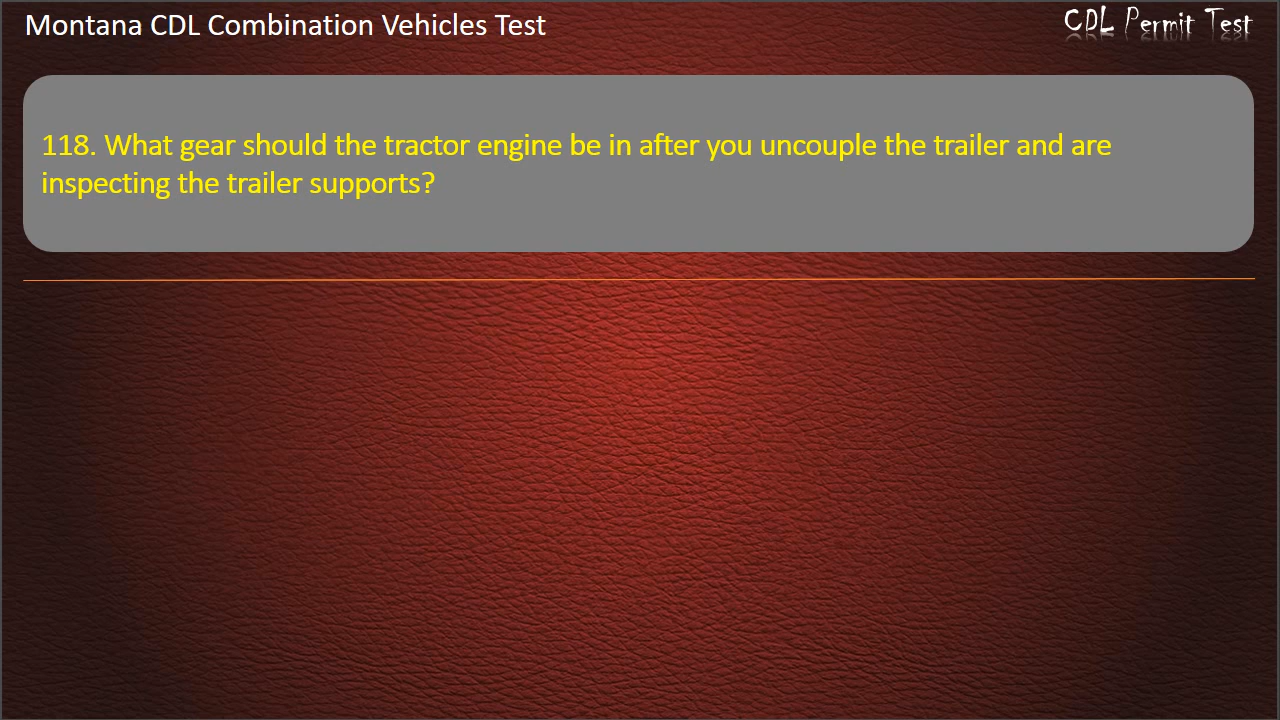 Montana CDL Combination Vehicles Test
CDL Permit Test
118. What gear should the tractor engine be in after you uncouple the trailer and are
inspecting the trailer supports?